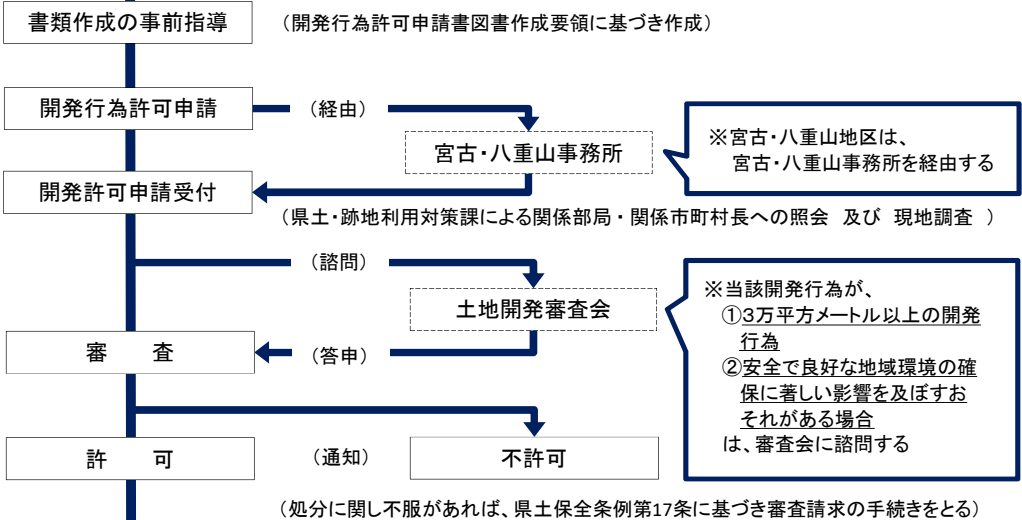 書類作成の事前指導
（開発行為許可申請書図書作成要領に基づき作成）
開発行為許可申請
（経由）
宮古・八重山事務所
※宮古・八重山地区は、
宮古・八重山事務所を経由する
開発許可申請受付
（県土・跡地利用対策課による関係部局・関係市町村長への照会　及び　現地調査　）
（諮問）
土地開発審査会
※当該開発行為が、
①3万平方メートル以上の開発
行為
②安全で良好な地域環境の確
保に著しい影響を及ぼすお
それがある場合
は、審査会に諮問する
審　　査
（答申）
許　　可
（通知）
不許可
（処分に関し不服があれば、県土保全条例第17条に基づき審査請求の手続きをとる）